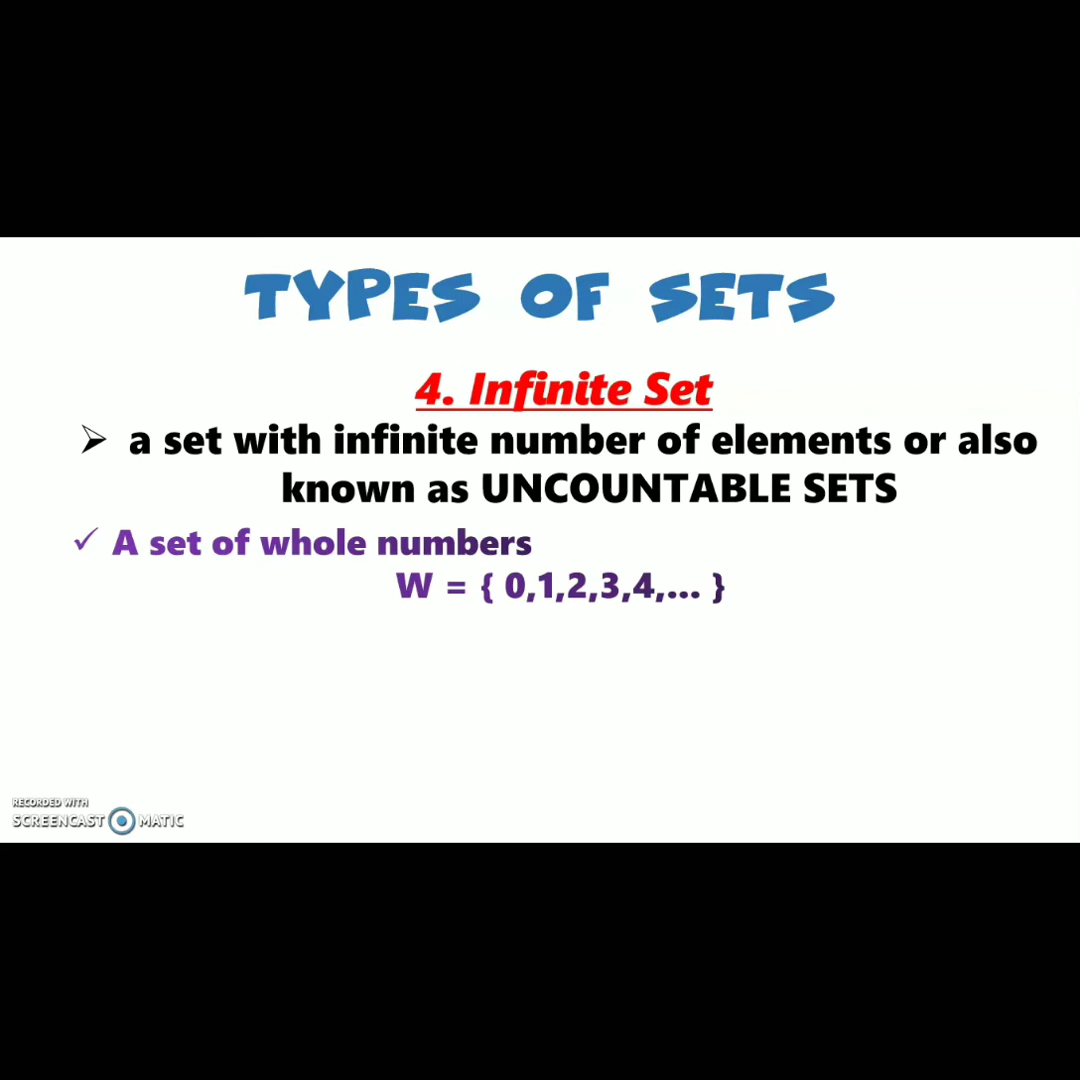 TYPES OF SETS
4. Infinite Set
➢ a set with infinite number of elements or also
known as UNCOUNTABLE SETS
✓ A set of whole numbers
W = { 0,1,2,3,4,... }
RECORDED WITH
SCREENCAST MATIC